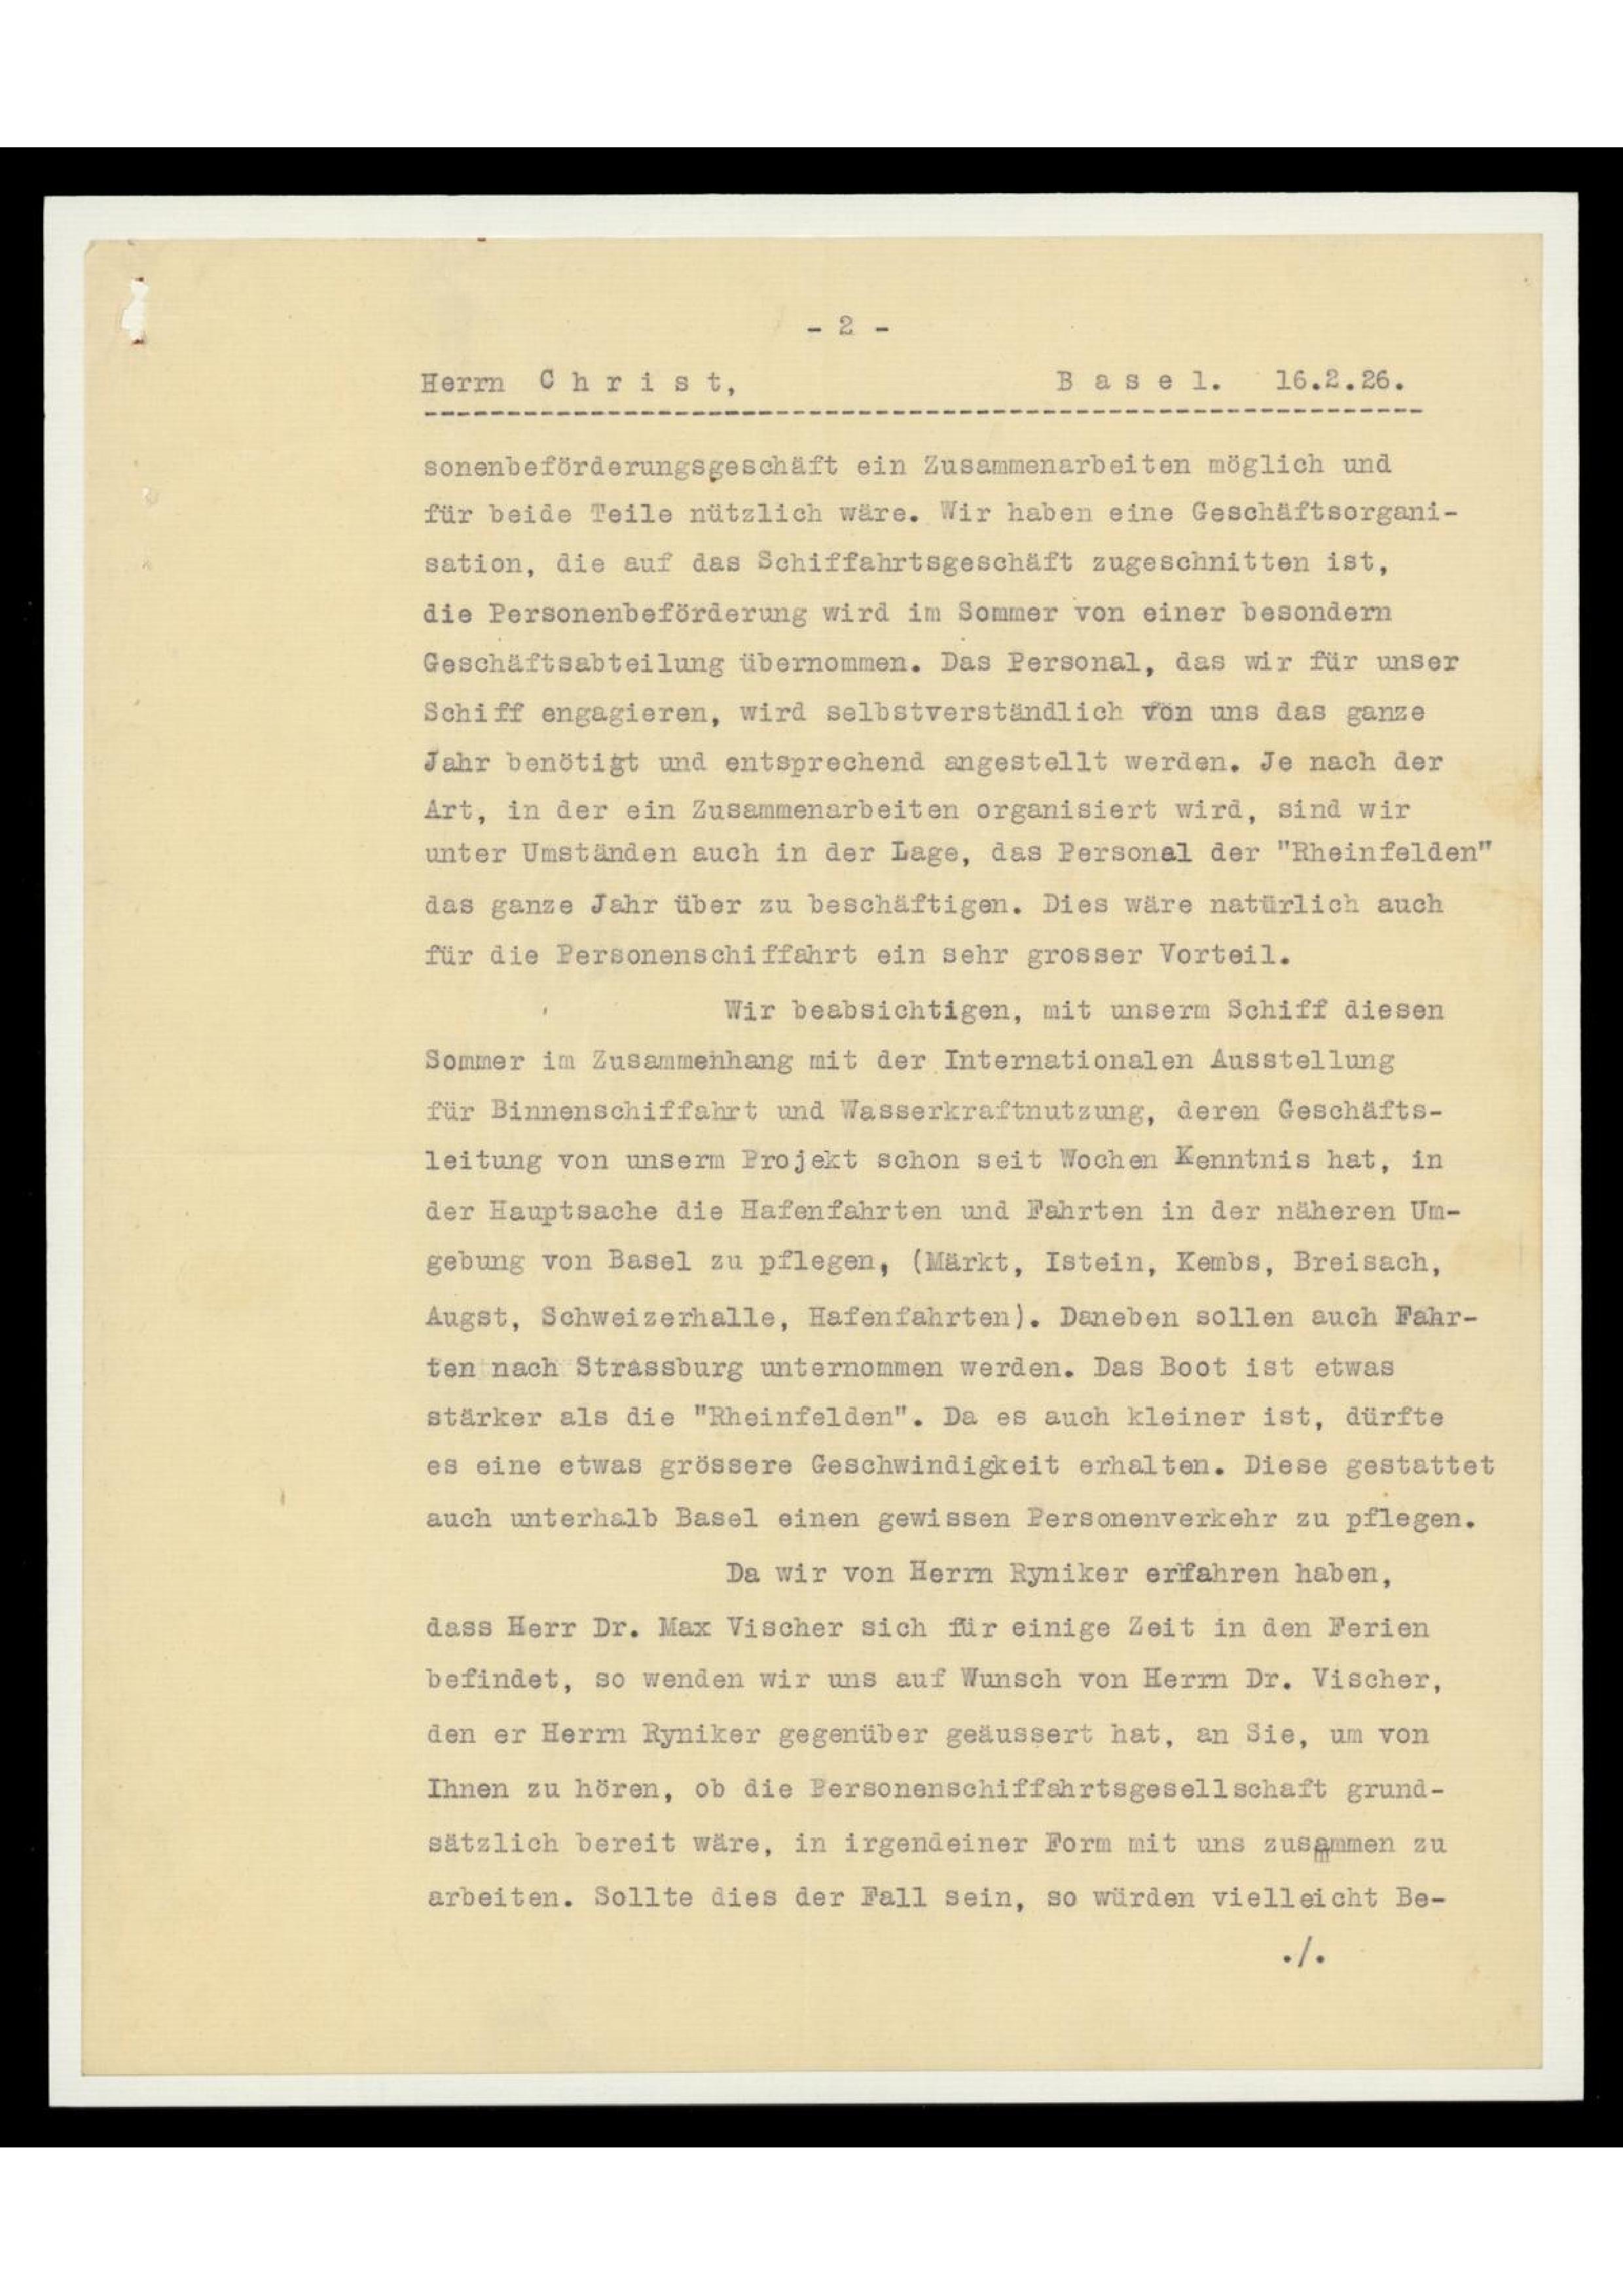 - 2 -
Herrn C h r i s t, B a s e l. 16.2.26.
sonenbeförderungsgeschäft ein Zusammenarbeiten möglich und
für beide Teile nützlich wäre. Wir haben eine Geschäftsorgani-
sation, die auf das Schiffahrtsgeschäft zugeschnitten ist,
die Personenbeförderung wird im Sommer von einer besondern
Geschäftsabteilung übernommen. Das Personal, das wir für unser
Schiff engagieren, wird selbstverständlich von uns das ganze
Jahr benötigt und entsprechend angestellt werden. Je nach der
Art, in der ein Zusammenarbeiten organisiert wird, sind wir
unter Umständen auch in der Lage, das Personal der "Rheinfelden"
das ganze Jahr über zu beschäftigen. Dies wäre natürlich auch
für die Personenschiffahrt ein sehr grosser Vorteil.
Wir beabsichtigen, mit unserm Schiff diesen
Sommer im Zusammenhang mit der Internationalen Ausstellung
für Binnenschiffahrt und Wasserkraftnutzung, deren Geschäfts-
leitung von unserm Projekt schon seit Wochen Kenntnis hat, in
der Hauptsache die Hafenfahrten und Fahrten in der näheren Um-
gebung von Basel zu pflegen, (Märkt, Istein, Kembs, Breisach,
Augst, Schweizerhalle, Hafenfahrten). Daneben sollen auch Fahr-
ten nach Strassburg unternommen werden. Das Boot ist etwas
stärker als die "Rheinfelden". Da es auch kleiner ist, dürfte
es eine etwas grössere Geschwindigkeit erhalten. Diese gestattet
auch unterhalb Basel einen gewissen Personenverkehr zu pflegen.
Da wir von Herrn Ryniker erfahren haben,
dass Herr Dr. Max Vischer sich für einige Zeit in den Ferien
befindet, so wenden wir uns auf Wunsch von Herrn Dr. Vischer,
den er Herrn Ryniker gegenüber geäussert hat, an Sie, um von
Ihnen zu hören, ob die Personenschiffahrtsgesellschaft grund-
sätzlich bereit wäre, in irgendeiner Form mit uns zusammen zu
arbeiten. Sollte dies der Fall sein, so würden vielleicht Be-
./.